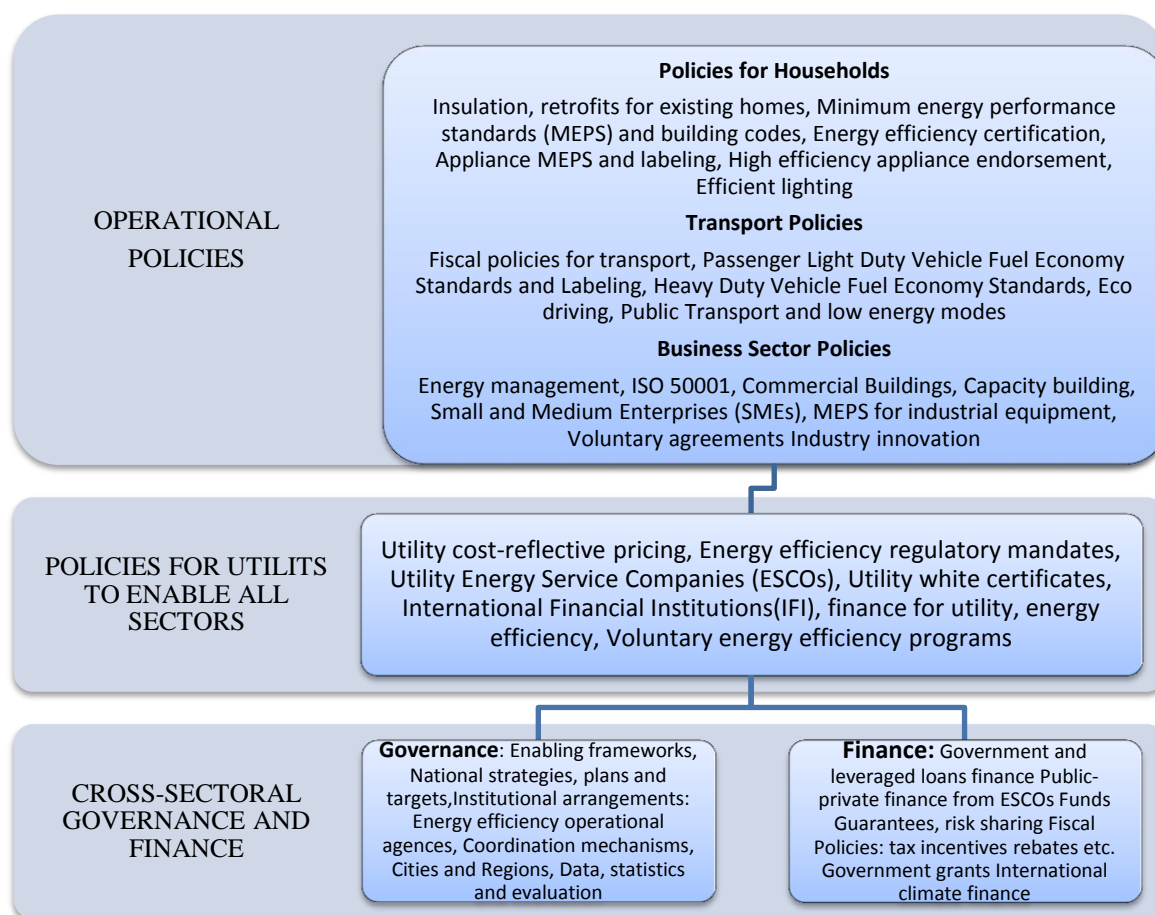 OPERATIONAL
POLICIES
Policies for Households
Insulation, retrofits for existing homes, Minimum energy performance
standards (MEPS) and building codes, Energy efficiency certification,
Appliance MEPS and labeling, High efficiency appliance endorsement,
Efficient lighting
Transport Policies
Fiscal policies for transport, Passenger Light Duty Vehicle Fuel Economy
Standards and Labeling, Heavy Duty Vehicle Fuel Economy Standards, Eco
driving, Public Transport and low energy modes
Business Sector Policies
Energy management, ISO 50001, Commercial Buildings, Capacity building,
Small and Medium Enterprises (SMEs), MEPS for industrial equipment,
Voluntary agreements Industry innovation
POLICIES FOR UTILITS
TO ENABLE ALL
SECTORS
Utility cost-reflective pricing, Energy efficiency regulatory mandates,
Utility Energy Service Companies (ESCOs), Utility white certificates,
International Financial Institutions(IFI), finance for utility, energy
efficiency, Voluntary energy efficiency programs
CROSS-SECTORAL
GOVERNANCE AND
FINANCE
Governance: Enabling frameworks,
National strategies, plans and
targets,Institutional arrangements:
Energy efficiency operational
agences, Coordination mechanisms,
Cities and Regions, Data, statistics
and evaluation
Finance: Government and
leveraged loans finance Public-
private finance from ESCOs Funds
Guarantees, risk sharing Fiscal
Policies: tax incentives rebates etc.
Government grants International
climate finance